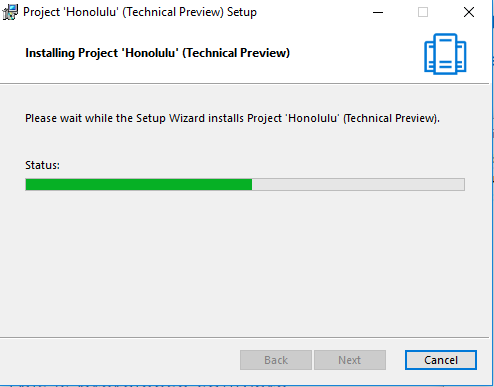 Project 'Honolulu' (Technical Preview) Setup
Installing Project 'Honolulu' (Technical Preview)
Please wait while the Setup Wizard installs Project 'Honolulu' (Technical Preview).
Status:
Back
Next
Cancel